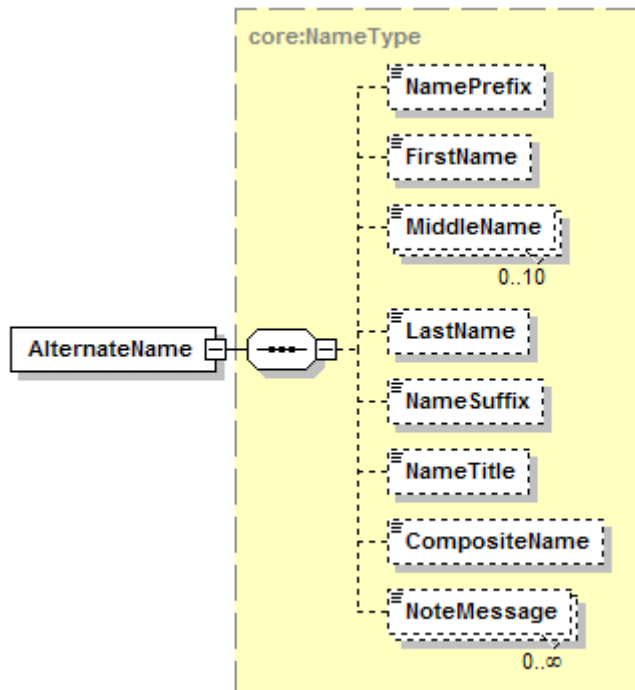 core:NameType
NamePrefix
FirstName
MiddleName
0..10
AlternateName
LastName
NameSuffix
NameTitle
CompositeName
NoteMessage
0..∞